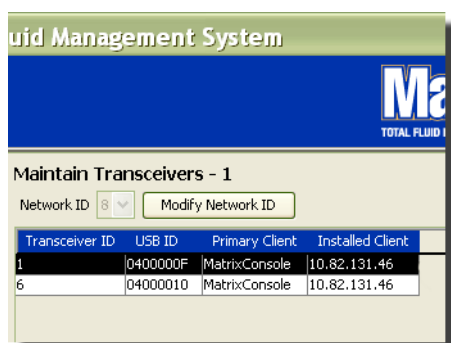 uid Management System
Ma
TOTAL FLUID
Maintain Transceivers - 1
Network ID 8 Modify Network ID
Transceiver ID USB ID Primary Client Installed Client
1 0400000F MatrixConsole 10.82.131.46
6 04000010 MatrixConsole 10.82.131.46